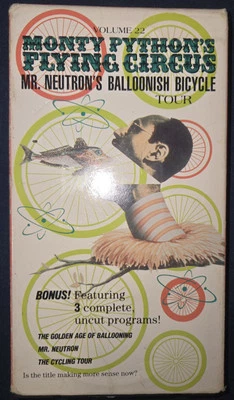 VOLUME 22
MONTY PYTHON'S
FLYING CIRCUS
MR. NEUTRON'S BALLOONISH BICYCLE
TOUR
BONUS! Featuring
3 complete,
uncut programs!
THE GOLDEN AGE OF BALLOONING
MR. NEUTRON
THE CYCLING TOUR
Is the title making more sense now?